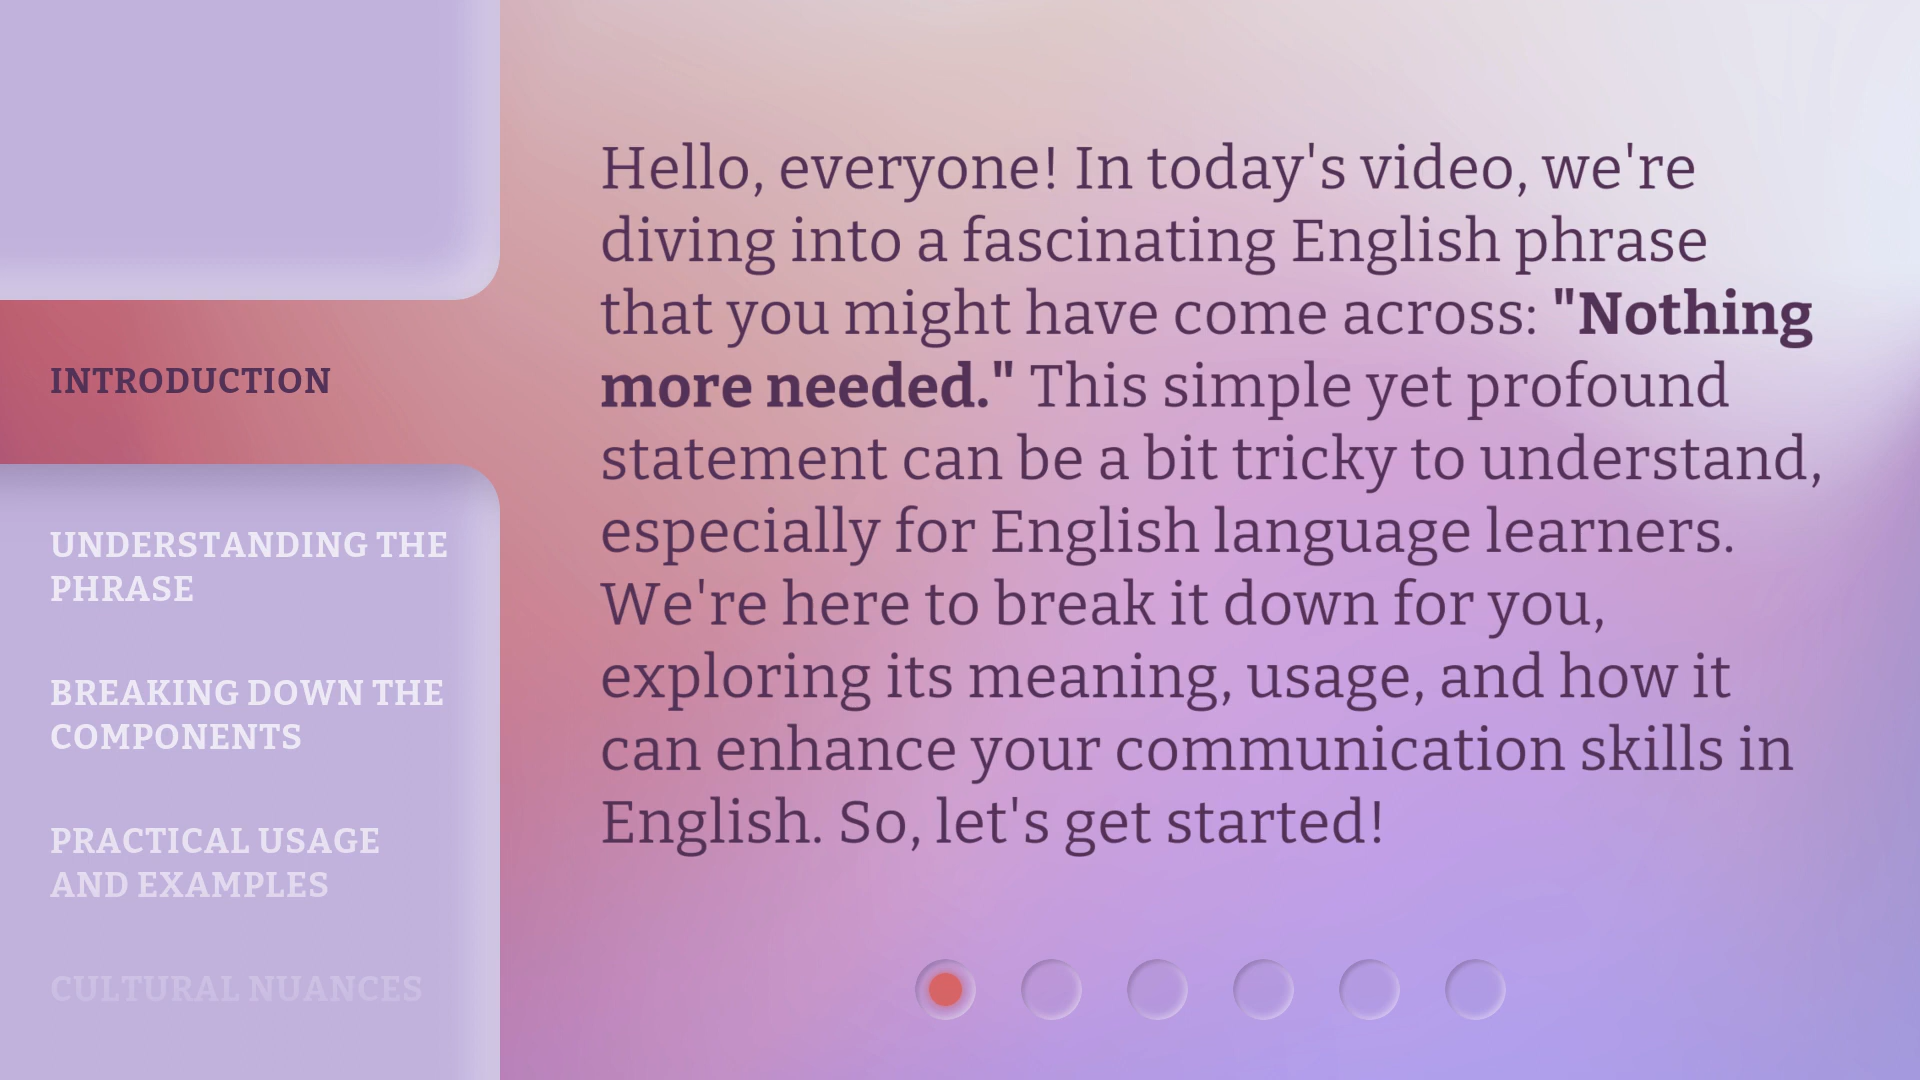 INTRODUCTION
UNDERSTANDING THE
PHRASE
BREAKING DOWN THE
COMPONENTS
PRACTICAL USAGE
AND EXAMPLES
CULTURAL NUANCES
Hello, everyone! In today's video, we're
diving into a fascinating English phrase
that you might have come across: "Nothing
more needed." This simple yet profound
statement can be a bit tricky to understand,
especially for English language learners.
We're here to break it down for you,
exploring its meaning, usage, and how it
can enhance your communication skills in
English. So, let's get started!